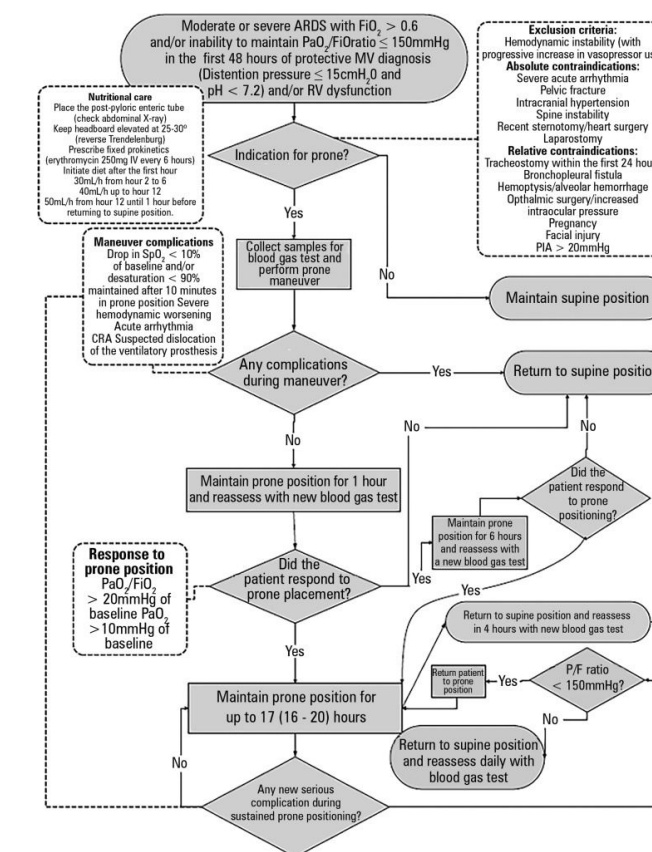 Moderate or severe ARDS with FiO2 > 0.6
and/or inability to maintain PaO2/FiOratio ≤ 150mmHg
in the first 48 hours of protective MV diagnosis
(Distention pressure ≤ 15cmH20 and
pH < 7.2) and/or RV dysfunction
Exclusion criteria:
Hemodynamic instability (with
progressive increase in vasopressor
Absolute contraindications:
Severe acute arrhythmia
Pelvic fracture
Intracranial hypertension
Spine instability
Recent sternotomy/heart surgery
Laparostomy
Relative contraindications:
Tracheostomy within the first 24
Bronchopleural fistula
Hemoptysis/alveolar hemorrhage
Opthalmic surgery/increased
intraocular pressure
Pregnancy
Facial injury
PIA > 20mmHg
Nutritional care
Place the post-pyloric enteric tube
(check abdominal X-ray)
Keep headboard elevated at 25-30º
(reverse Trendelenburg)
Prescribe fixed prokinetics
(erythromycin 250mg IV every 6 hours)
Initiate diet after the first hour
30mL/h from hour 2 to 6
40mL/h up to hour 12
50mL/h from hour 12 until 1 hour before
returning to supine position.
Indication for prone?
Yes
No
Collect samples for
blood gas test and
perform prone
maneuver
Maintain supine position
Maneuver complications
Drop in SpO2 < 10%
of baseline and/or
desaturation < 90%
maintained after 10 minutes
in prone position Severe
hemodynamic worsening
Acute arrhythmia
CRA Suspected dislocation
of the ventilatory prosthesis
Any complications
during maneuver?
Yes
Return to supine
No
No
No
Maintain prone position for 1 hour
and reassess with new blood gas test
Did the
patient respond
to prone
positioning?
Maintain prone
position for 6 hours
and reassess with
a new blood gas test
Response to
prone position
PaO2/FiO2
> 20mmHg of
baseline PaO2
>10mmHg of
baseline
Did the
patient respond to
prone placement?
Yes
Yes
Yes
Return to supine position and reassess
in 4 hours with new blood gas test
Maintain prone position for
up to 17 (16 - 20) hours
Return patient
to prone
position
Yes
P/F ratio
< 150mmHg?
No
No
Return to supine position
and reassess daily with
blood gas test
Any new serious
complication during
sustained prone positioning?